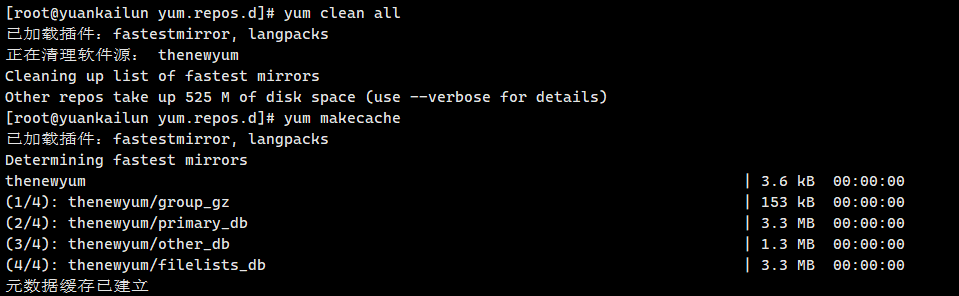 [root@yuankailun yum.repos.d]# yum clean all
已加载插件：fastestmirror, langpacks
正在清理软件源： thenewyum
Cleaning up list of fastest mirrors
Other repos take up 525 M of disk space (use --verbose for details)
[root@yuankailun yum.repos.d]# yum makecache
已加载插件：fastestmirror, langpacks
Determining fastest mirrors
thenewyum | 3.6 kB 00:00:00
(1/4): thenewyum/group_gz | 153 kB 00:00:00
(2/4): thenewyum/primary_db | 3.3 MB 00:00:00
(3/4): thenewyum/other_db | 1.3 MB 00:00:00
(4/4): thenewyum/filelists_db | 3.3 MB 00:00:00
元数据缓存已建立